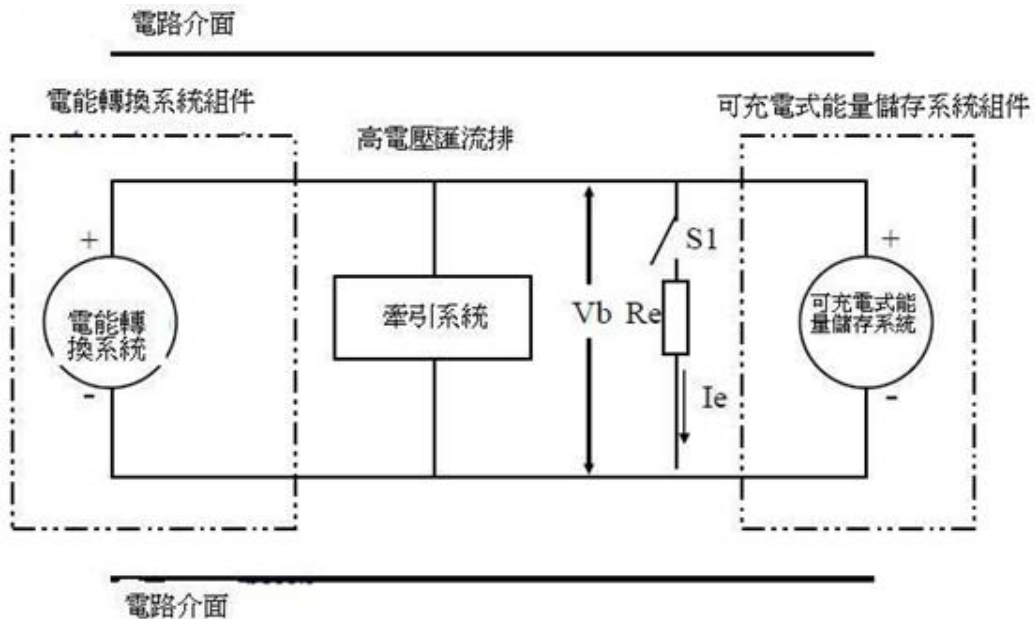 電路介面
電能轉換系統組件
可充電式能量儲存系統組件
高電壓匯流排
+
電能轉
換系統
-
牽引系統
Vb
S1
Re
Ie
+
可充電式能
量儲存系統
-
電路介面